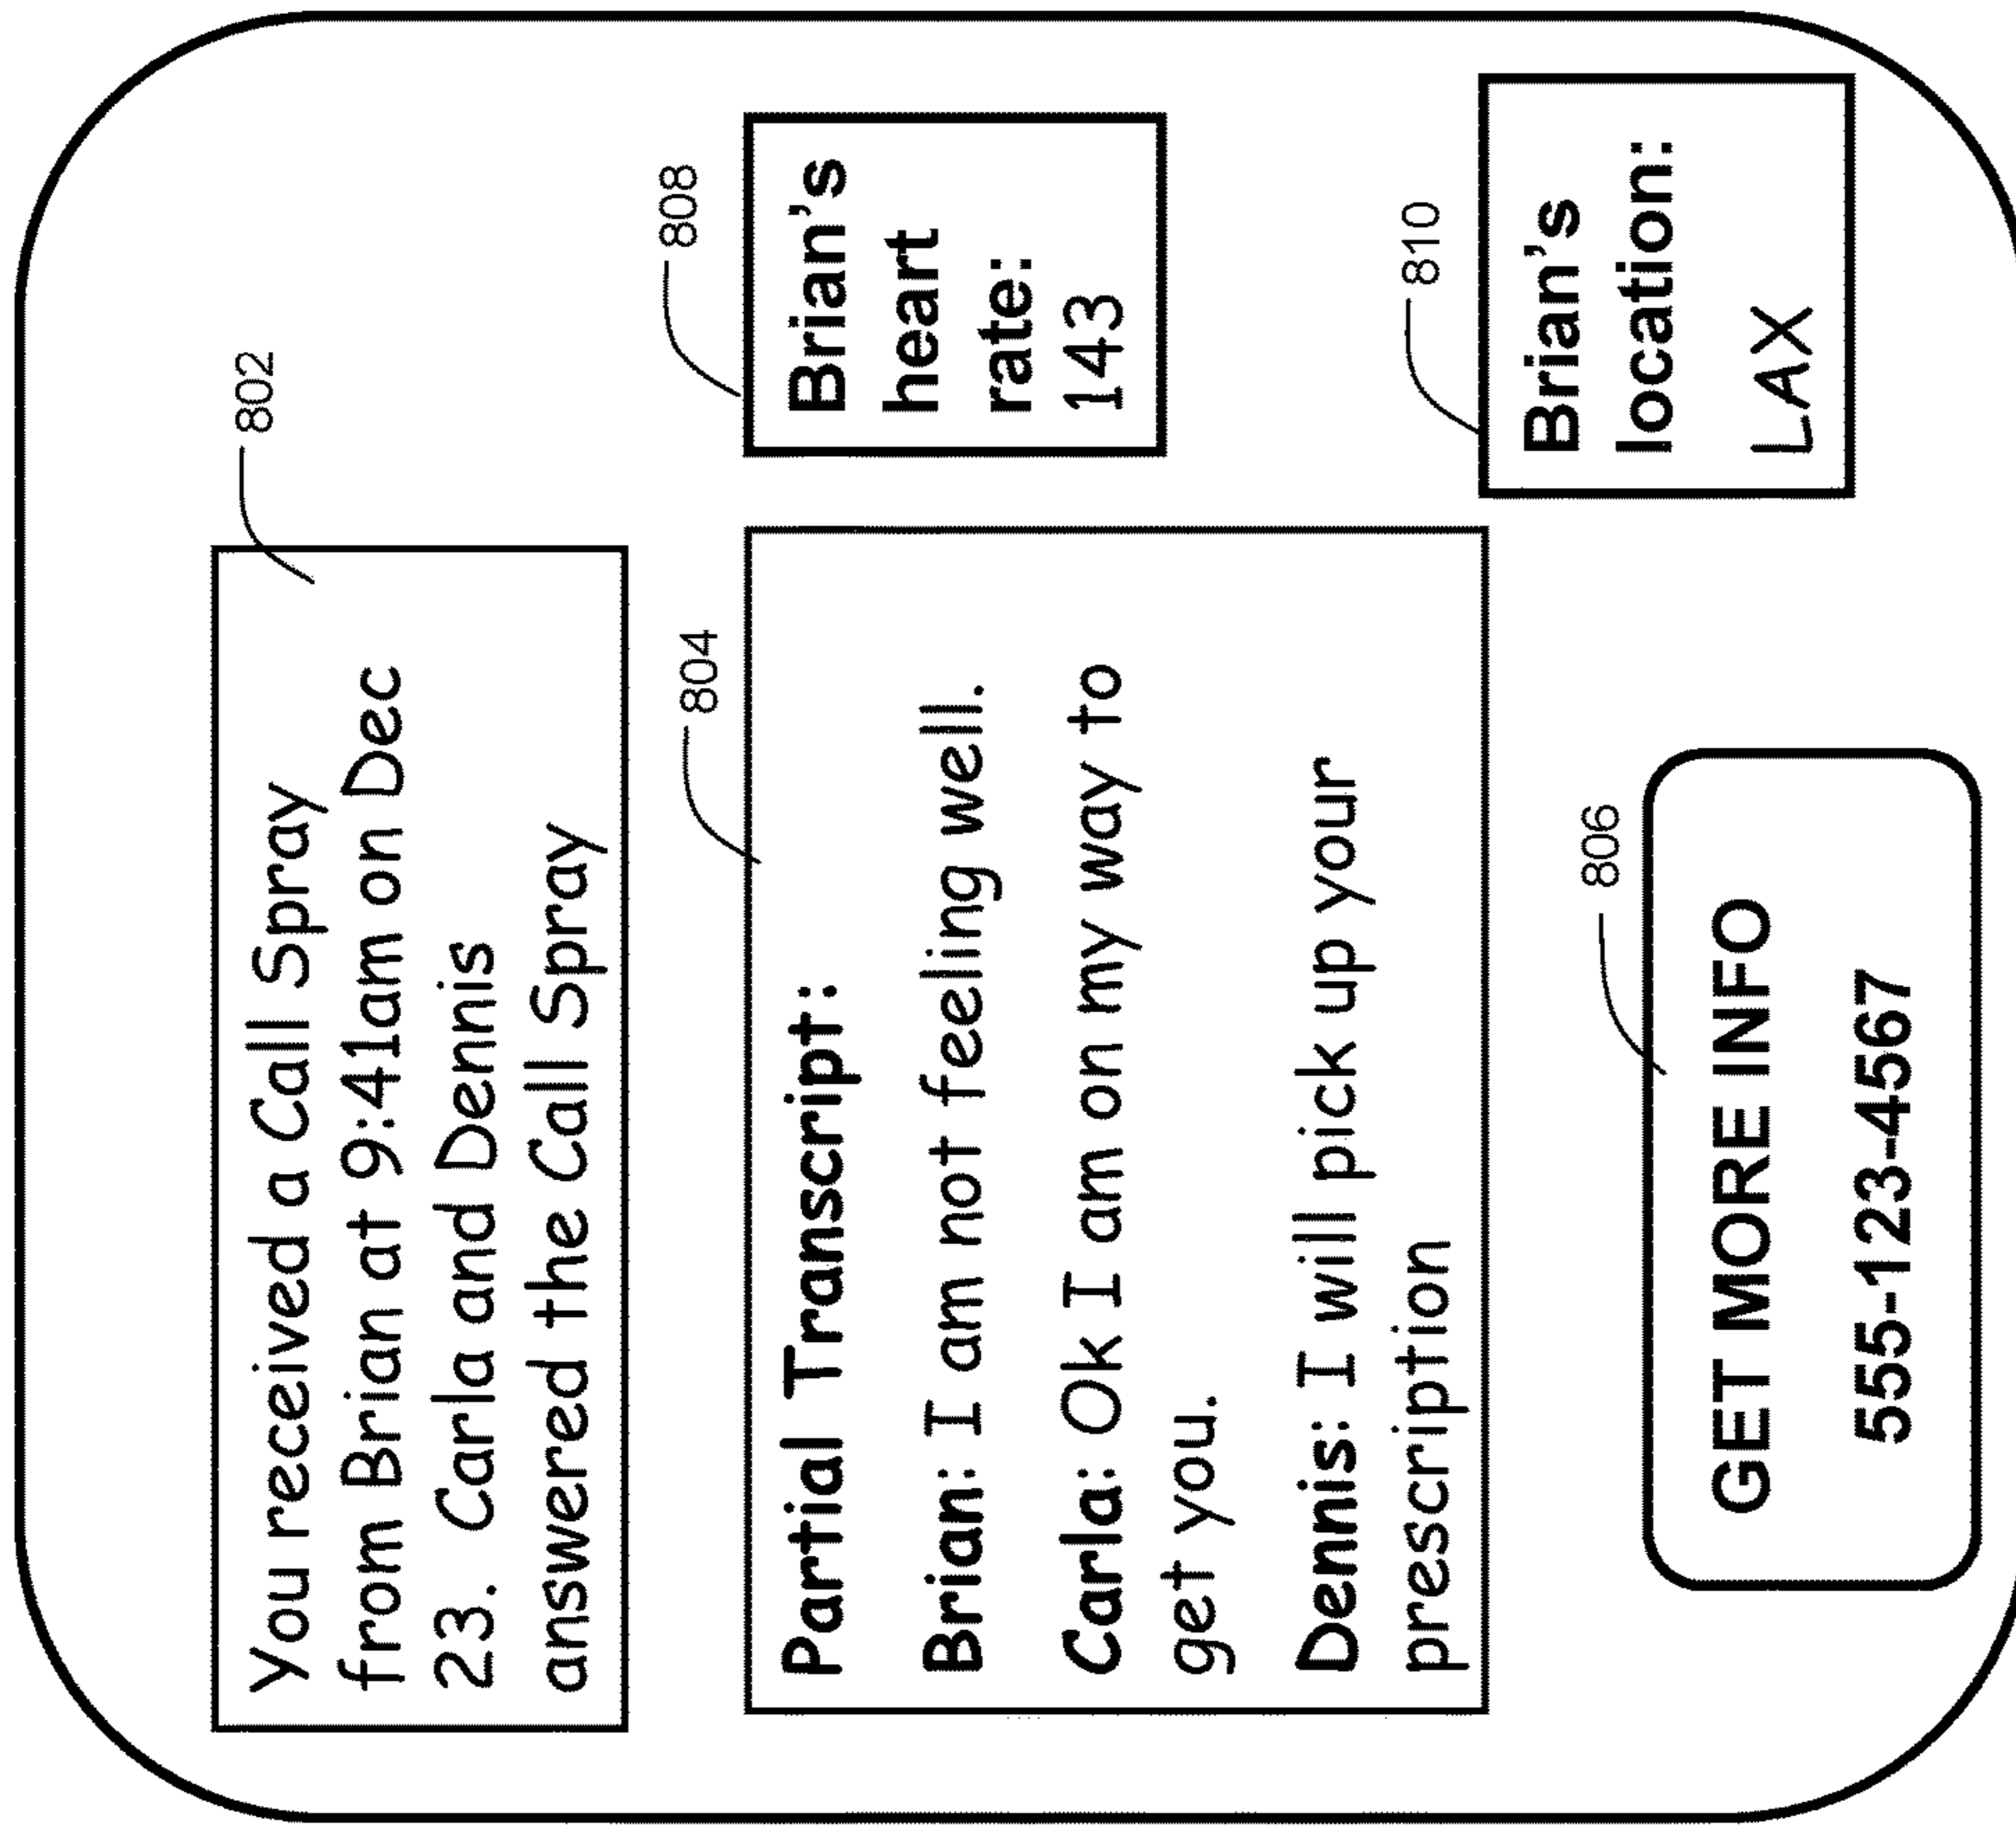 802
You received a Call Spray
from Brian at 9:41am on Dec
23. Carla and Dennis
answered the Call Spray
804
Partial Transcript:
Brian: I am not feeling well.
Carla: Ok I am on my way to
get you.
Dennis: I will pick up your
prescription
808
Brian's
heart
rate:
143
810
Brian's
location:
LAX
806
GET MORE INFO
555-123-4567